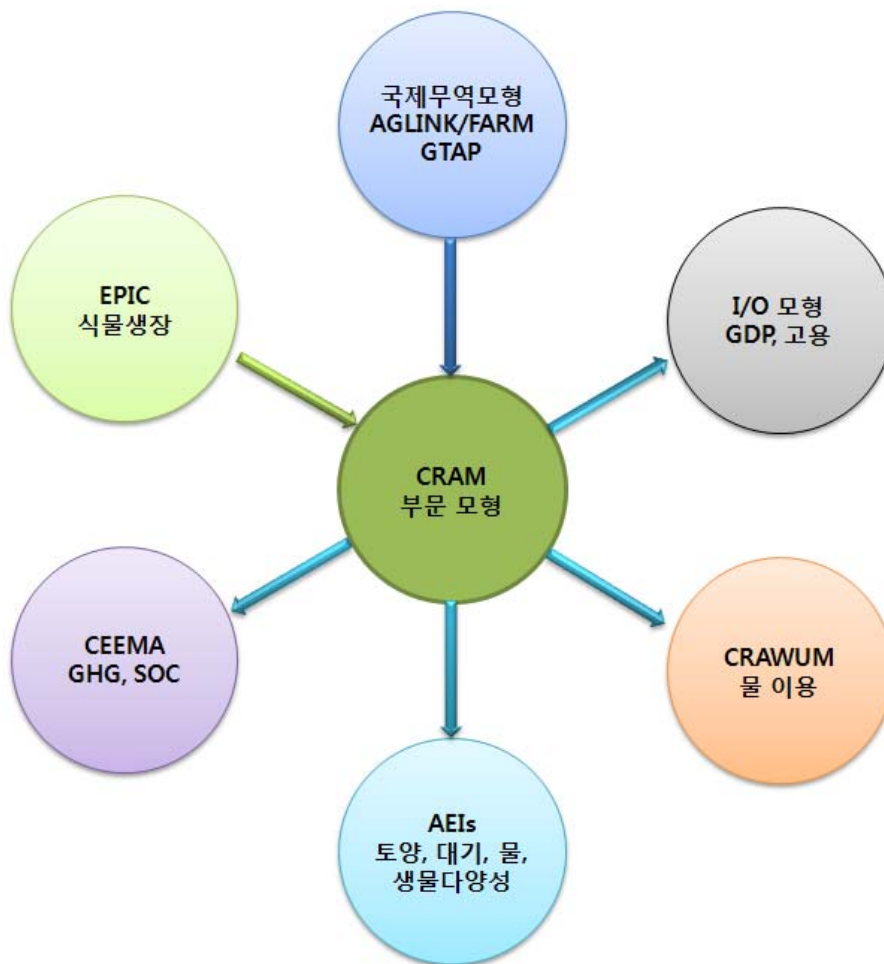 국제무역모형
AGLINK/FARM
GTAP
EPIC
식물생장
I/O 모형
GDP, 고용
CRAM
부문 모형
CEEMA
GHG, SOC
CRAWUM
물 이용
AEIs
토양, 대기, 물,
생물다양성